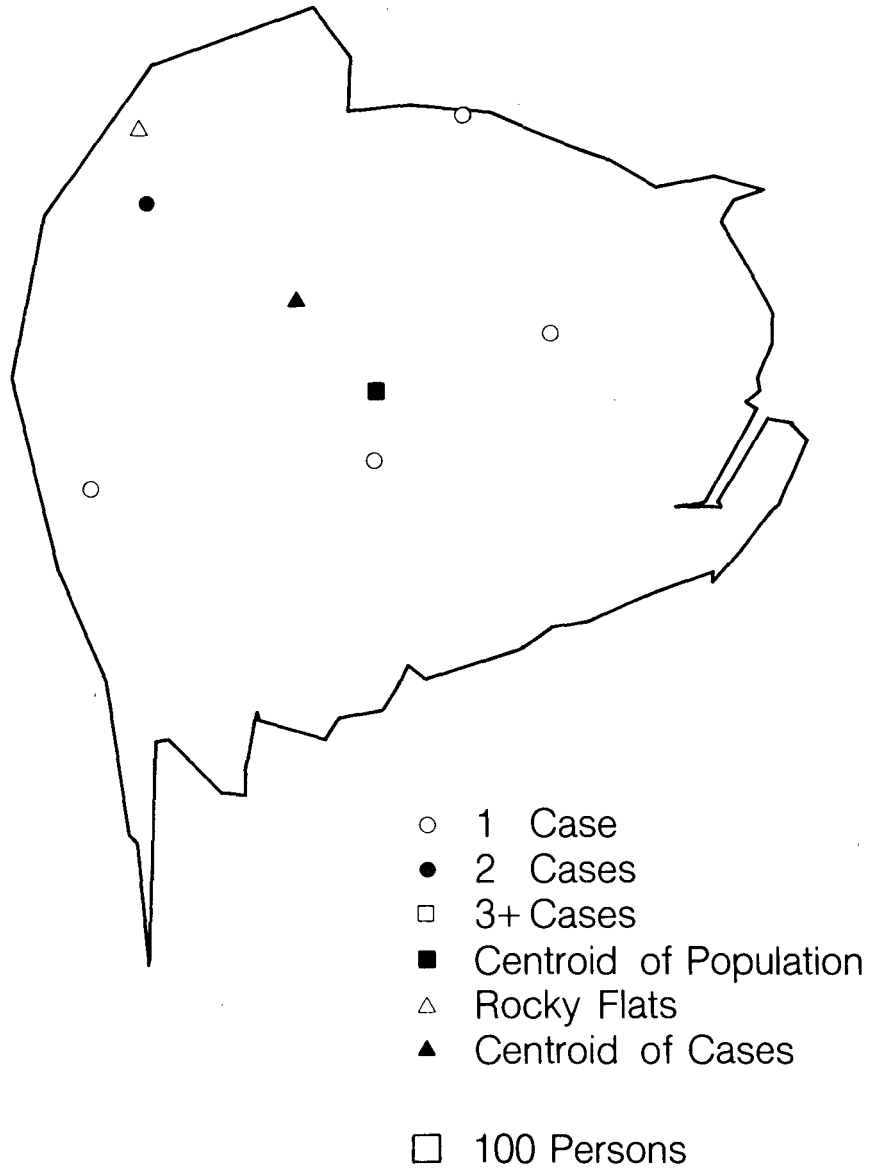 1 Case
2 Cases
3+ Cases
Centroid of Population
Rocky Flats
Centroid of Cases
100 Persons